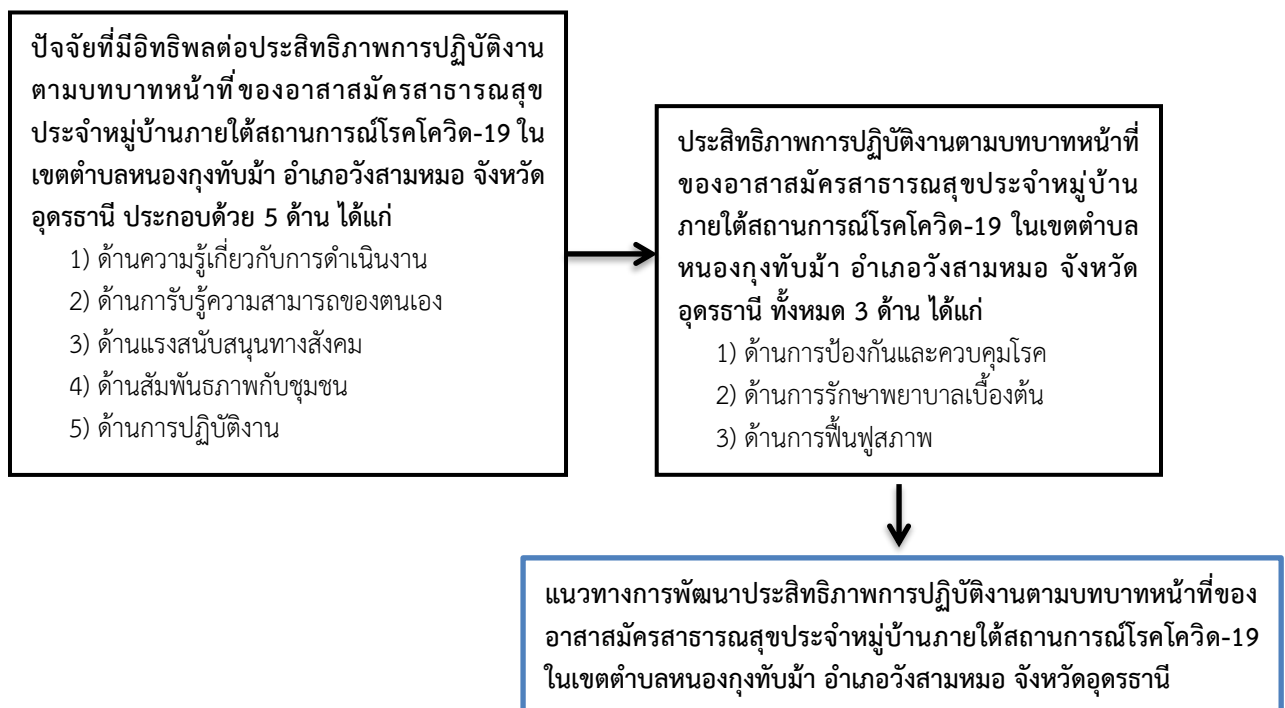 ปัจจัยที่มีอิทธิพลต่อประสิทธิภาพการปฏิบัติงาน
ตามบทบาทหน้าที่ของอาสาสมัครสาธารณสุข
ประจำหมู่บ้านภายใต้สถานการณ์โรคโควิด-19 ใน
เขตตำบลหนองกุงทับม้า อำเภอวังสามหมอ จังหวัด
อุดรธานี ประกอบด้วย 5 ด้าน ได้แก่
1) ด้านความรู้เกี่ยวกับการดำเนินงาน
2) ด้านการับรู้ความสามารถของตนเอง
3) ด้านแรงสนับสนุนทางสังคม
4) ด้านสัมพันธภาพกับชุมชน
5) ด้านการปฏิบัติงาน
ประสิทธิภาพการปฏิบัติงานตามบทบาทหน้าที่
ของอาสาสมัครสาธารณสุขประจำหมู่บ้าน
ภายใต้สถานการณ์โรคโควิด-19 ในเขตตำบล
หนองกุงทับม้า อำเภอวังสามหมอ จังหวัด
อุดรธานี ทั้งหมด 3 ด้าน ได้แก่
1) ด้านการป้องกันและควบคุมโรค
2) ด้านการรักษาพยาบาลเบื้องต้น
3) ด้านการฟื้นฟูสภาพ
แนวทางการพัฒนาประสิทธิภาพการปฏิบัติงานตามบทบาทหน้าที่ของ
อาสาสมัครสาธารณสุขประจำหมู่บ้านภายใต้สถานการณ์โรคโควิด-19
ในเขตตำบลหนองกุงทับม้า อำเภอวังสามหมอ จังหวัดอุดรธานี